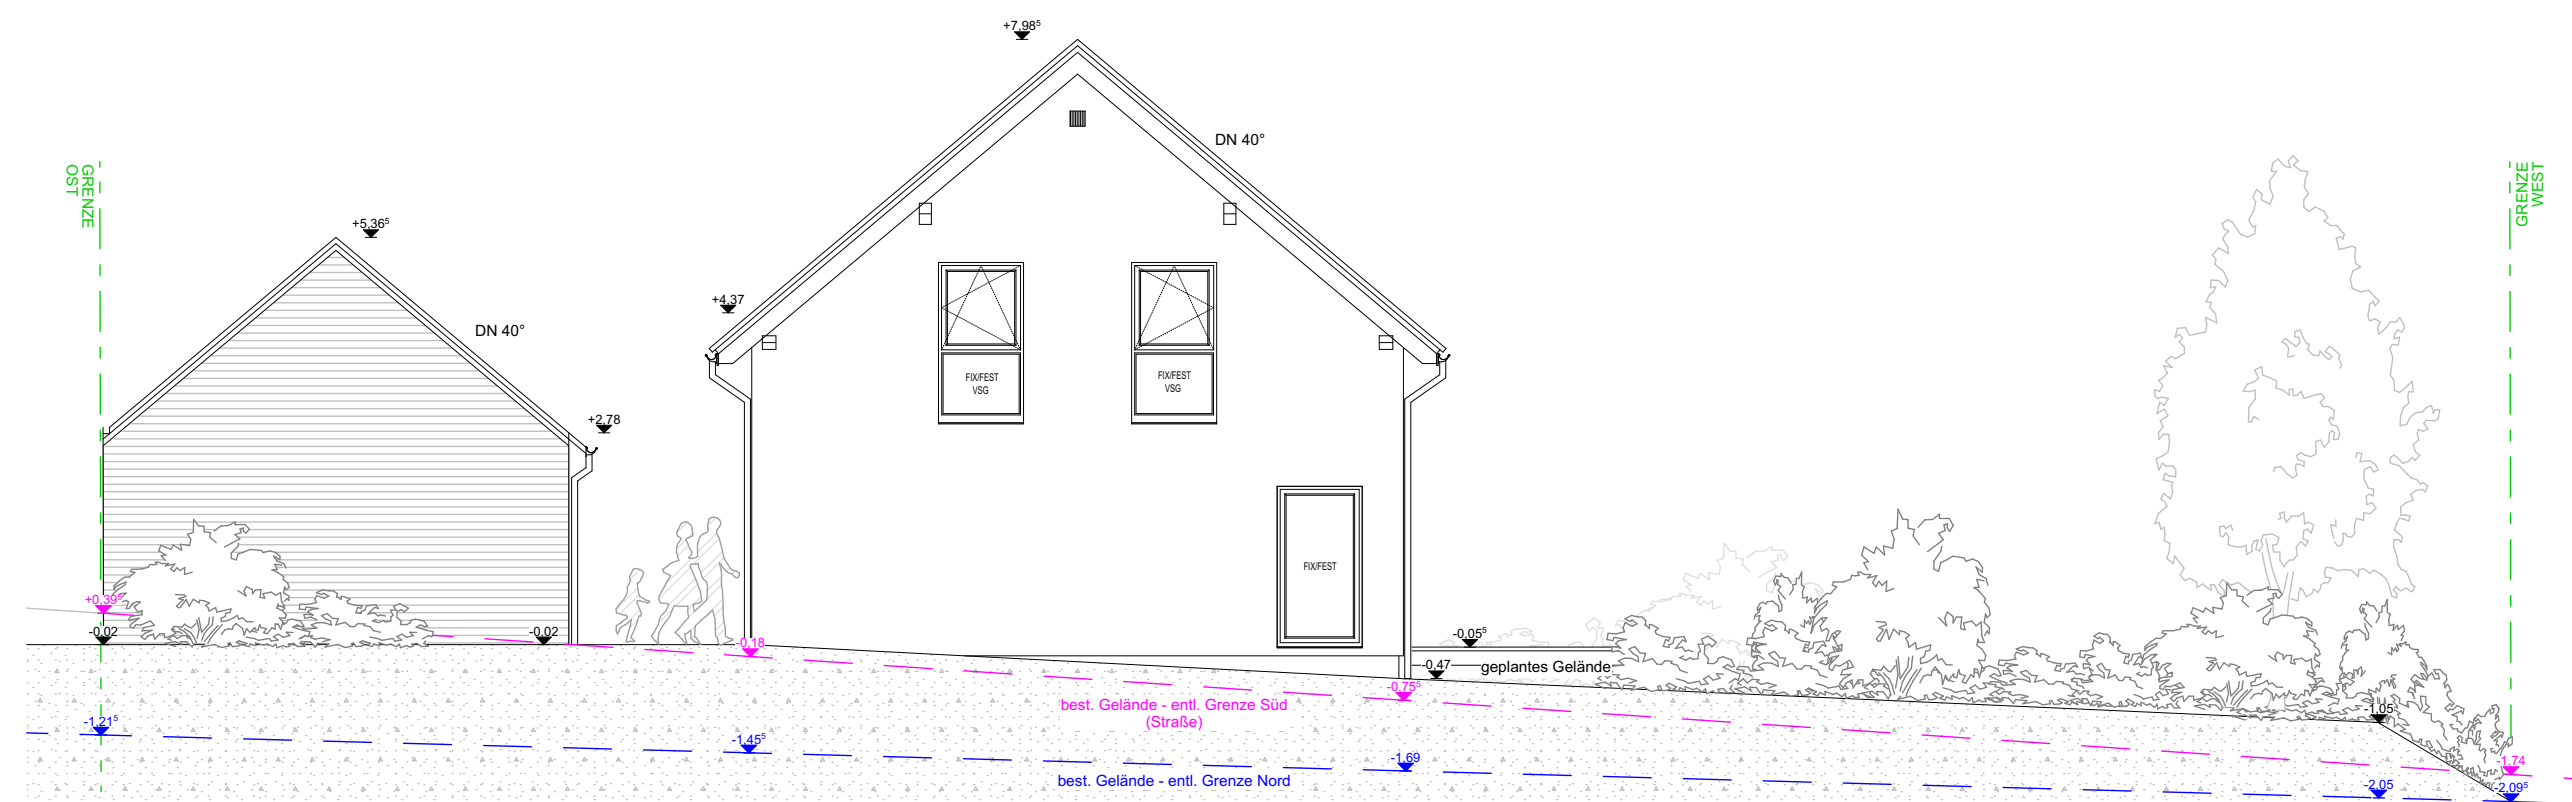 +7,98⁵
DN 40°
GRENZE
OST
GRENZE
WEST
+5,36⁵
+4,37
DN 40°
FIX/FEST
VSG
FIX/FEST
VSG
+2,78
FIX/FEST
+0,39⁵
-0,02
-0,02
-0,18
-0,05⁵
-0,47
geplantes Gelände
-0,75⁵
best. Gelände - entl. Grenze Süd
(Straße)
-1,05
-1,21⁵
-1,45⁵
-1,69
-1,74
best. Gelände - entl. Grenze Nord
-2,05
-2,09⁵